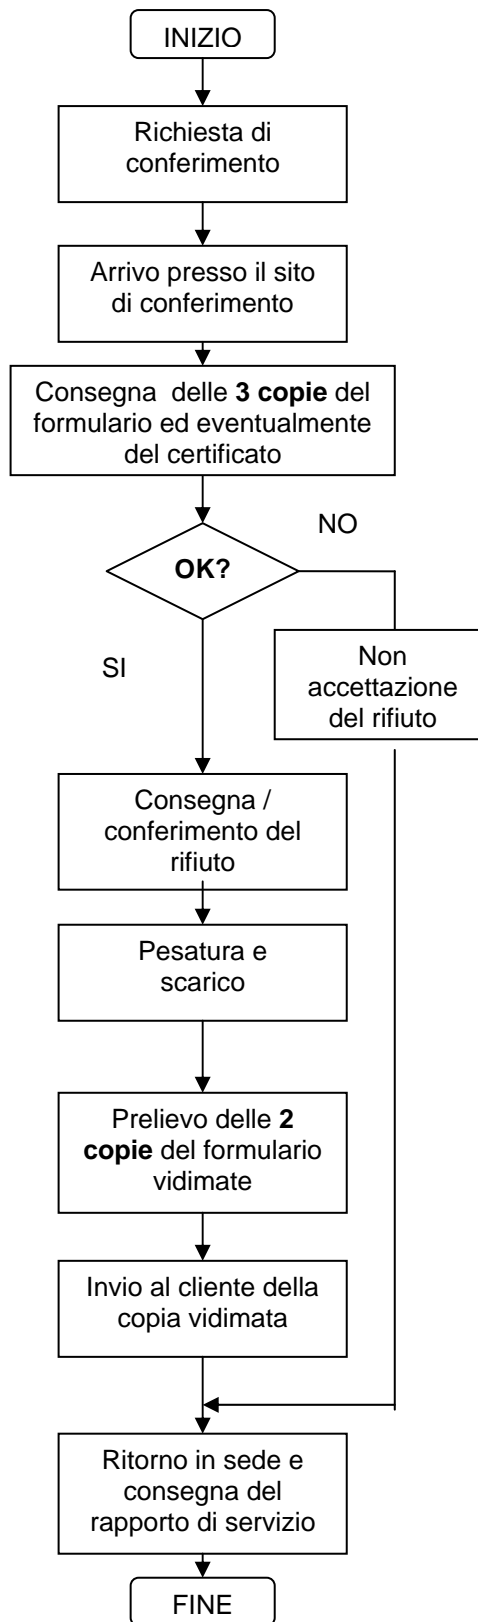 INIZIO
Richiesta di
conferimento
Arrivo presso il sito
di conferimento
Consegna delle 3 copie del
formulario ed eventualmente
del certificato
NO
OK?
SI
Non
accettazione
del rifiuto
Consegna /
conferimento del
rifiuto
Pesatura e
scarico
Prelievo delle 2
copie del formulario
vidimate
Invio al cliente della
copia vidimata
Ritorno in sede e
consegna del
rapporto di servizio
FINE